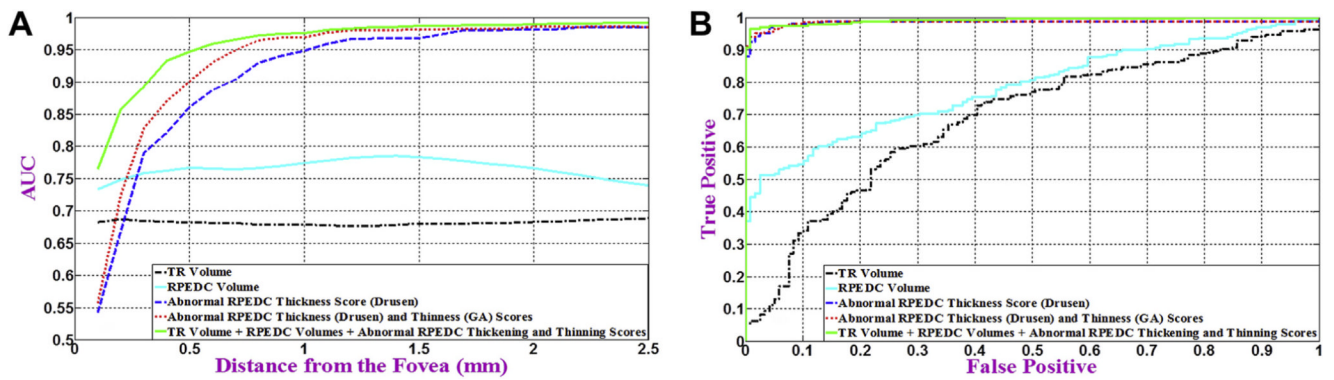 A
1
0.95
0.9
0.85
0.8
0.75
0.7
0.65
0.6
0.55
0.5
AUC
TR Volume
RPEDC Volume
Abnormal RPEDC Thickness Score (Drusen)
Abnormal RPEDC Thickness (Drusen) and Thinness (GA) Scores
TR Volume + RPEDC Volumes + Abnormal RPEDC Thickening and Thinning Scores
0 0.5 1 1.5 2 2.5
Distance from the Fovea (mm)
B
1
0.9
0.8
0.7
0.6
0.5
0.4
0.3
0.2
0.1
0
True Positive
TR Volume
RPEDC Volume
Abnormal RPEDC Thickness Score (Drusen)
Abnormal RPEDC Thickness (Drusen) and Thinness (GA) Scores
TR Volume + RPEDC Volumes + Abnormal RPEDC Thickening and Thinning Scores
0 0.1 0.2 0.3 0.4 0.5 0.6 0.7 0.8 0.9 1
False Positive